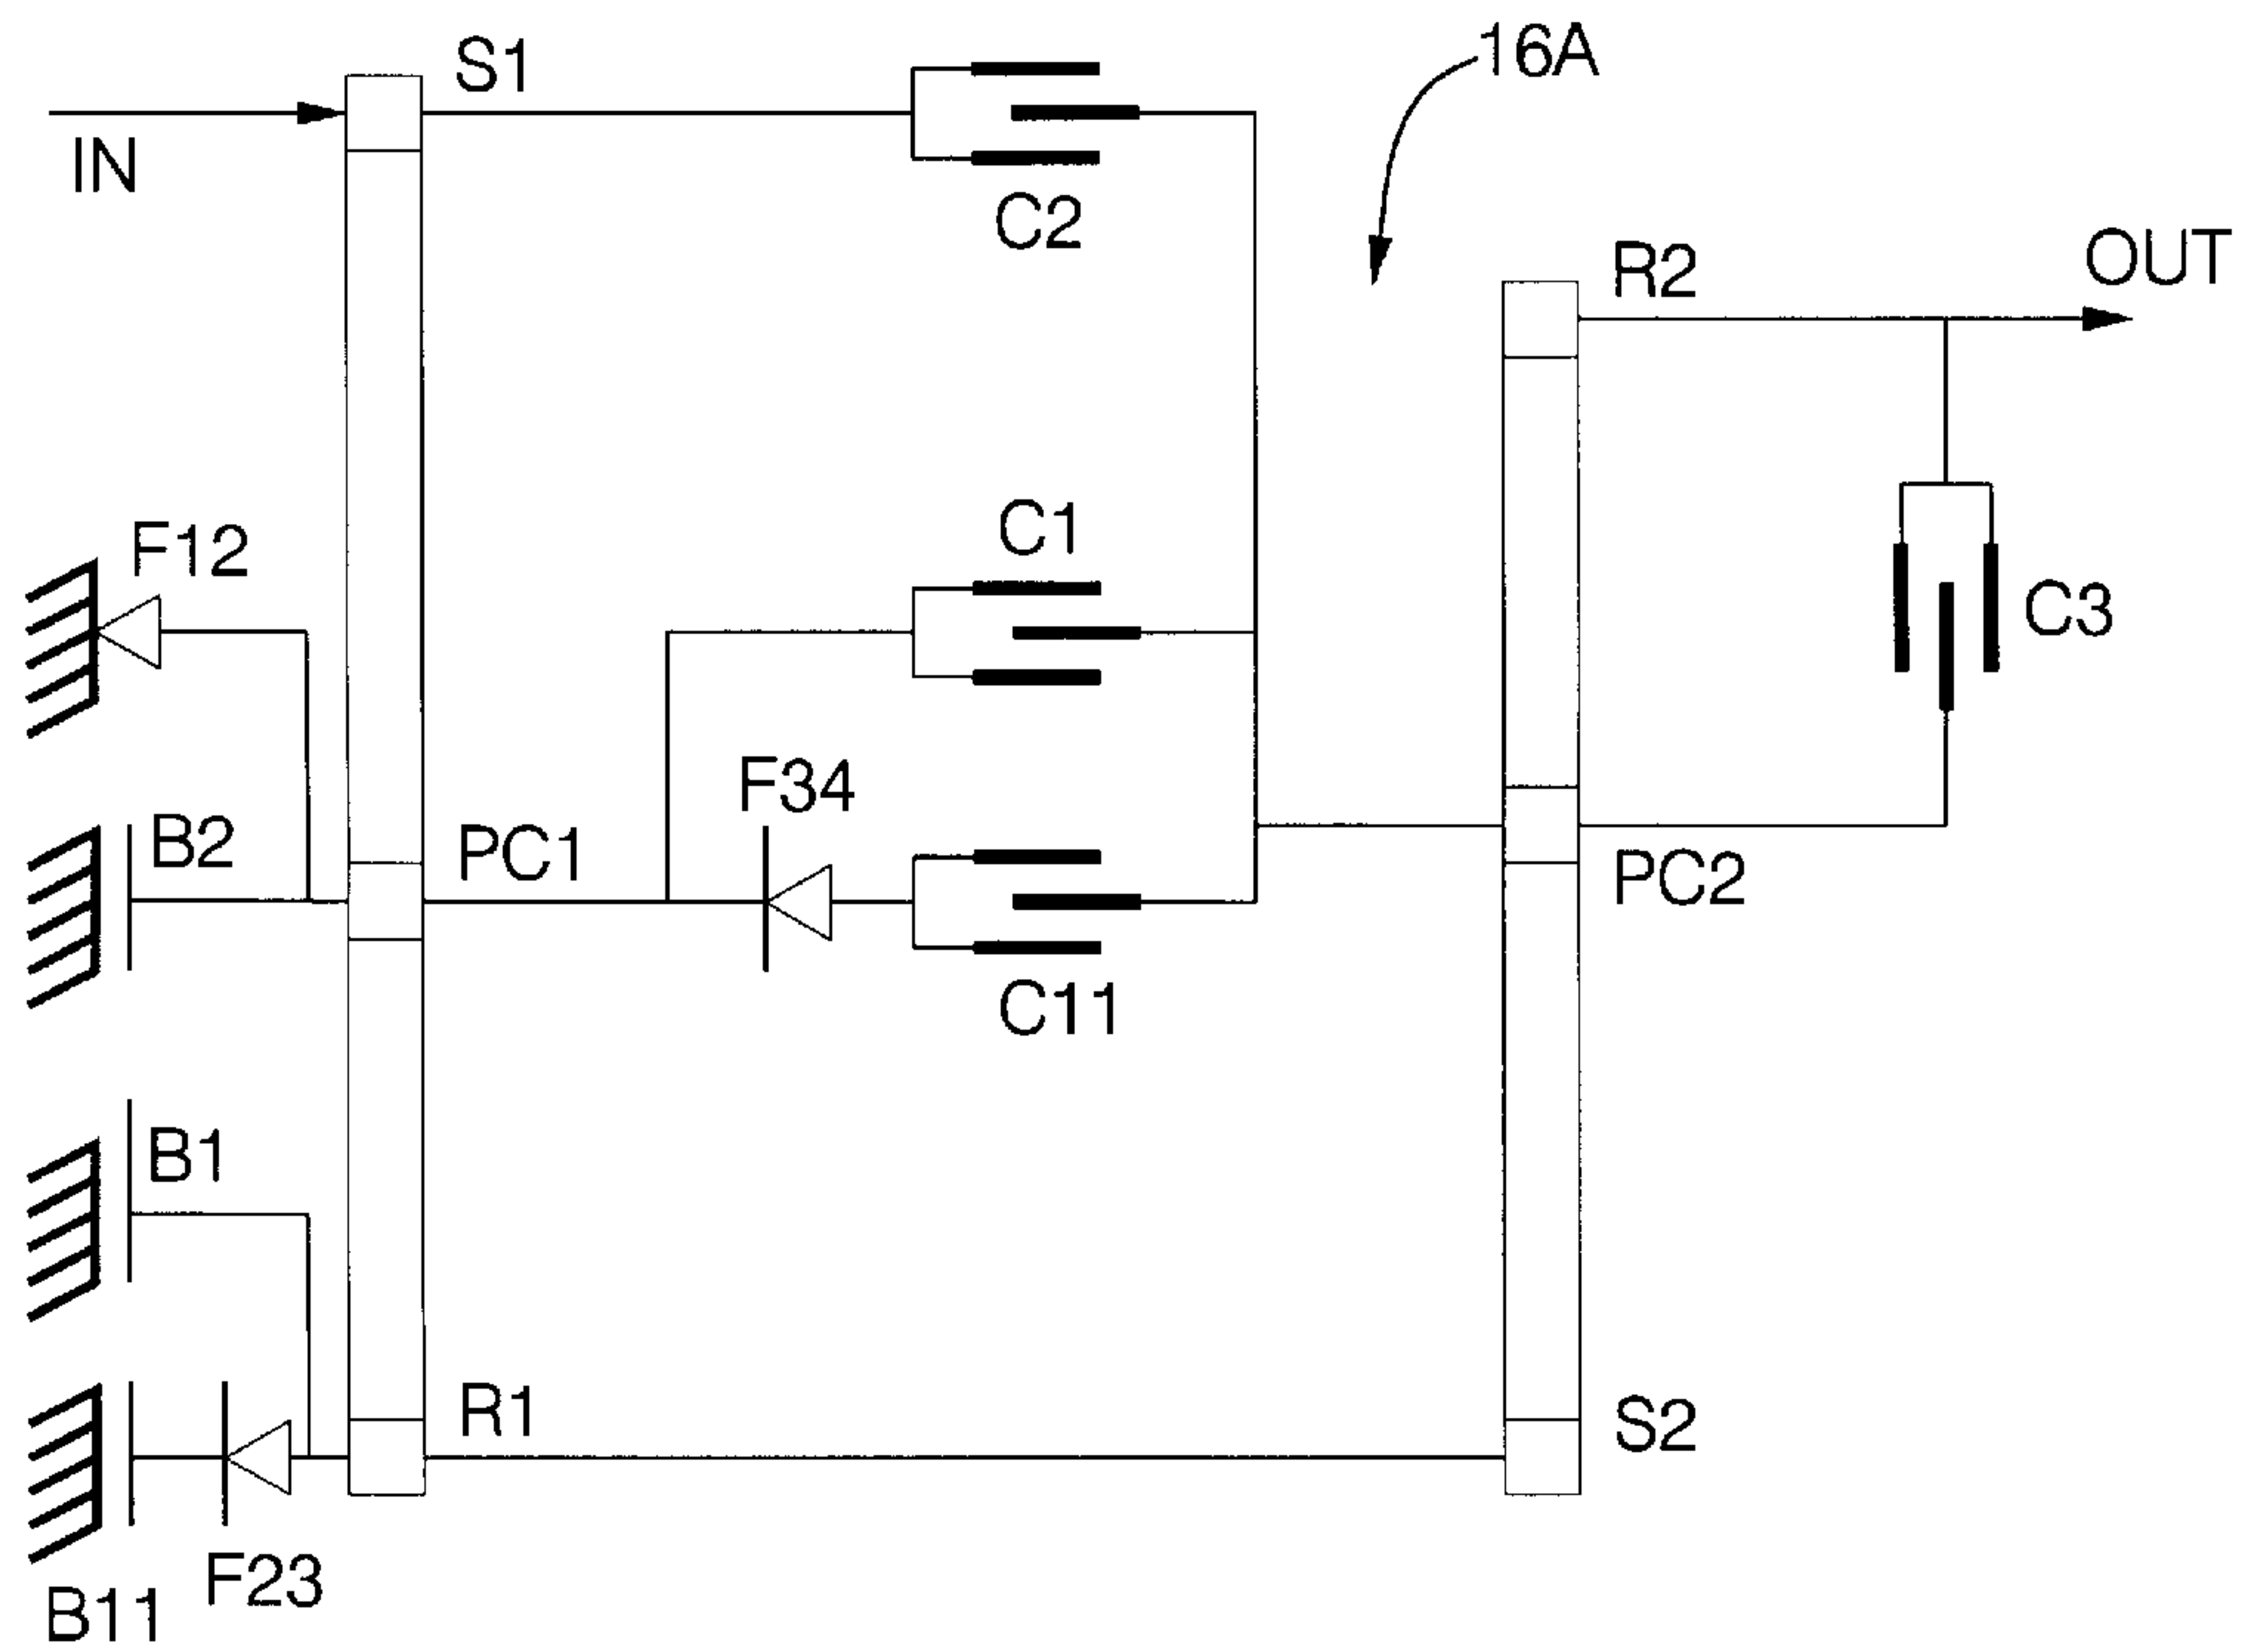 S1
16A
IN
C2
R2
OUT
C1
F12
C3
F34
B2
PC1
PC2
C11
B1
R1
S2
F23
B11